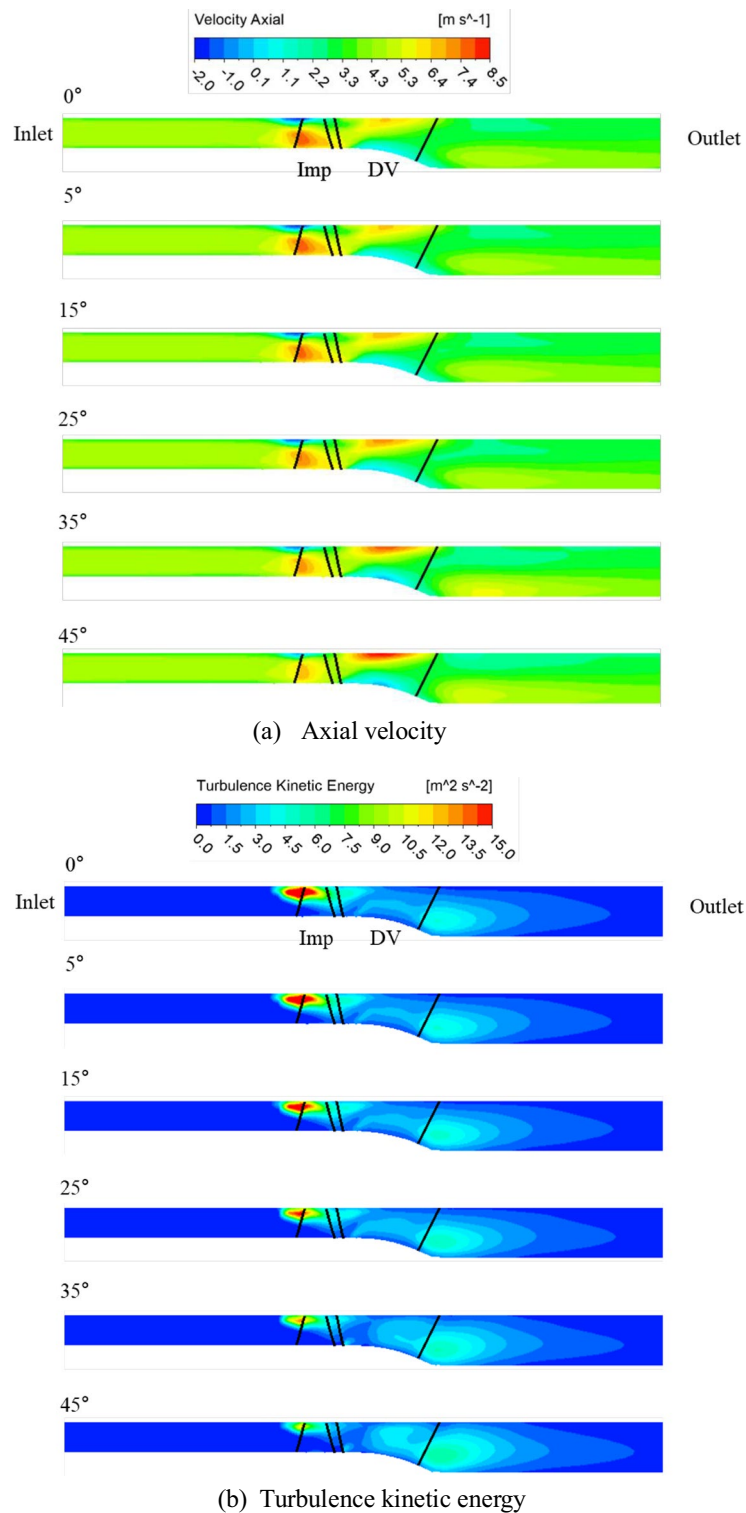 Velocity Axial [m s^-1]
-2.0 -1.0 0.1 1.1 2.2 3.3 4.3 5.3 6.4 7.4 8.5
0°
Inlet Outlet
Imp DV
5°
15°
25°
35°
45°
(a) Axial velocity
Turbulence Kinetic Energy [m^2 s^-2]
0.0 1.5 3.0 4.5 6.0 7.5 9.0 10.5 12.0 13.5 15.0
0°
Inlet Outlet
Imp DV
5°
15°
25°
35°
45°
(b) Turbulence kinetic energy